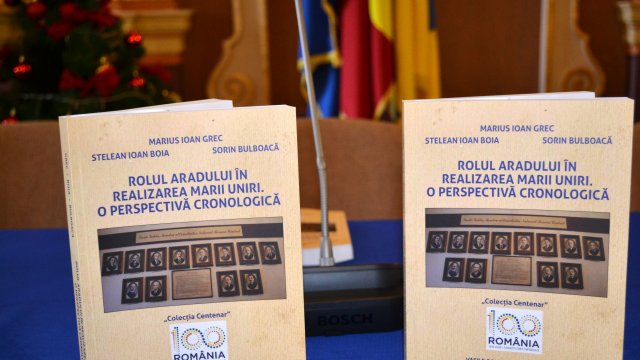 MARIUS IOAN GREC
STELEAN IOAN BOIA SORIN BULBOACĂ
ROLUL ARADULUI ÎN
REALIZAREA MARII UNIRI.
O PERSPECTIVĂ CRONOLOGICĂ
„Colecția Centenar”
100
ROMÂNIA
BOSCH
MARIUS IOAN GREC
STELEAN IOAN BOIA SORIN BULBOACĂ
ROLUL ARADULUI ÎN
REALIZAREA MARII UNIRI.
O PERSPECTIVĂ CRONOLOGICĂ
„Colecția Centenar”
100
ROMÂNIA